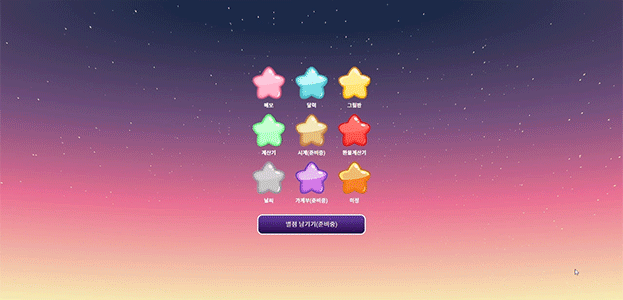 메모
달력
그림판
계산기
시계(준비중)
환율계산기
날씨
가계부(준비중)
미정
별점 남기기(준비중)